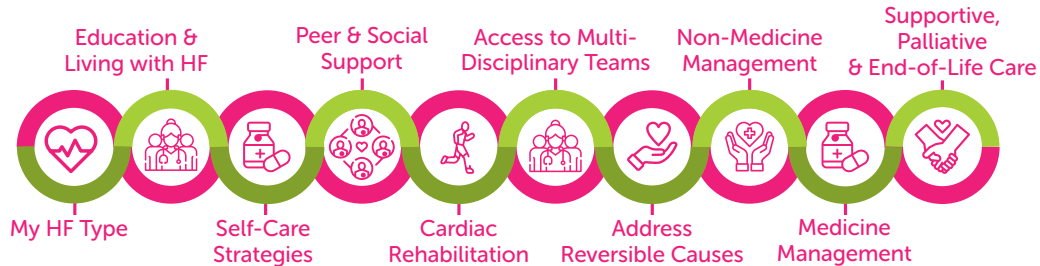 Education &
Living with HF
Peer & Social
Support
Access to Multi-
Disciplinary Teams
Non-Medicine
Management
Supportive,
Palliative
& End-of-Life Care
My HF Type
Self-Care
Strategies
Cardiac
Rehabilitation
Address
Reversible Causes
Medicine
Management